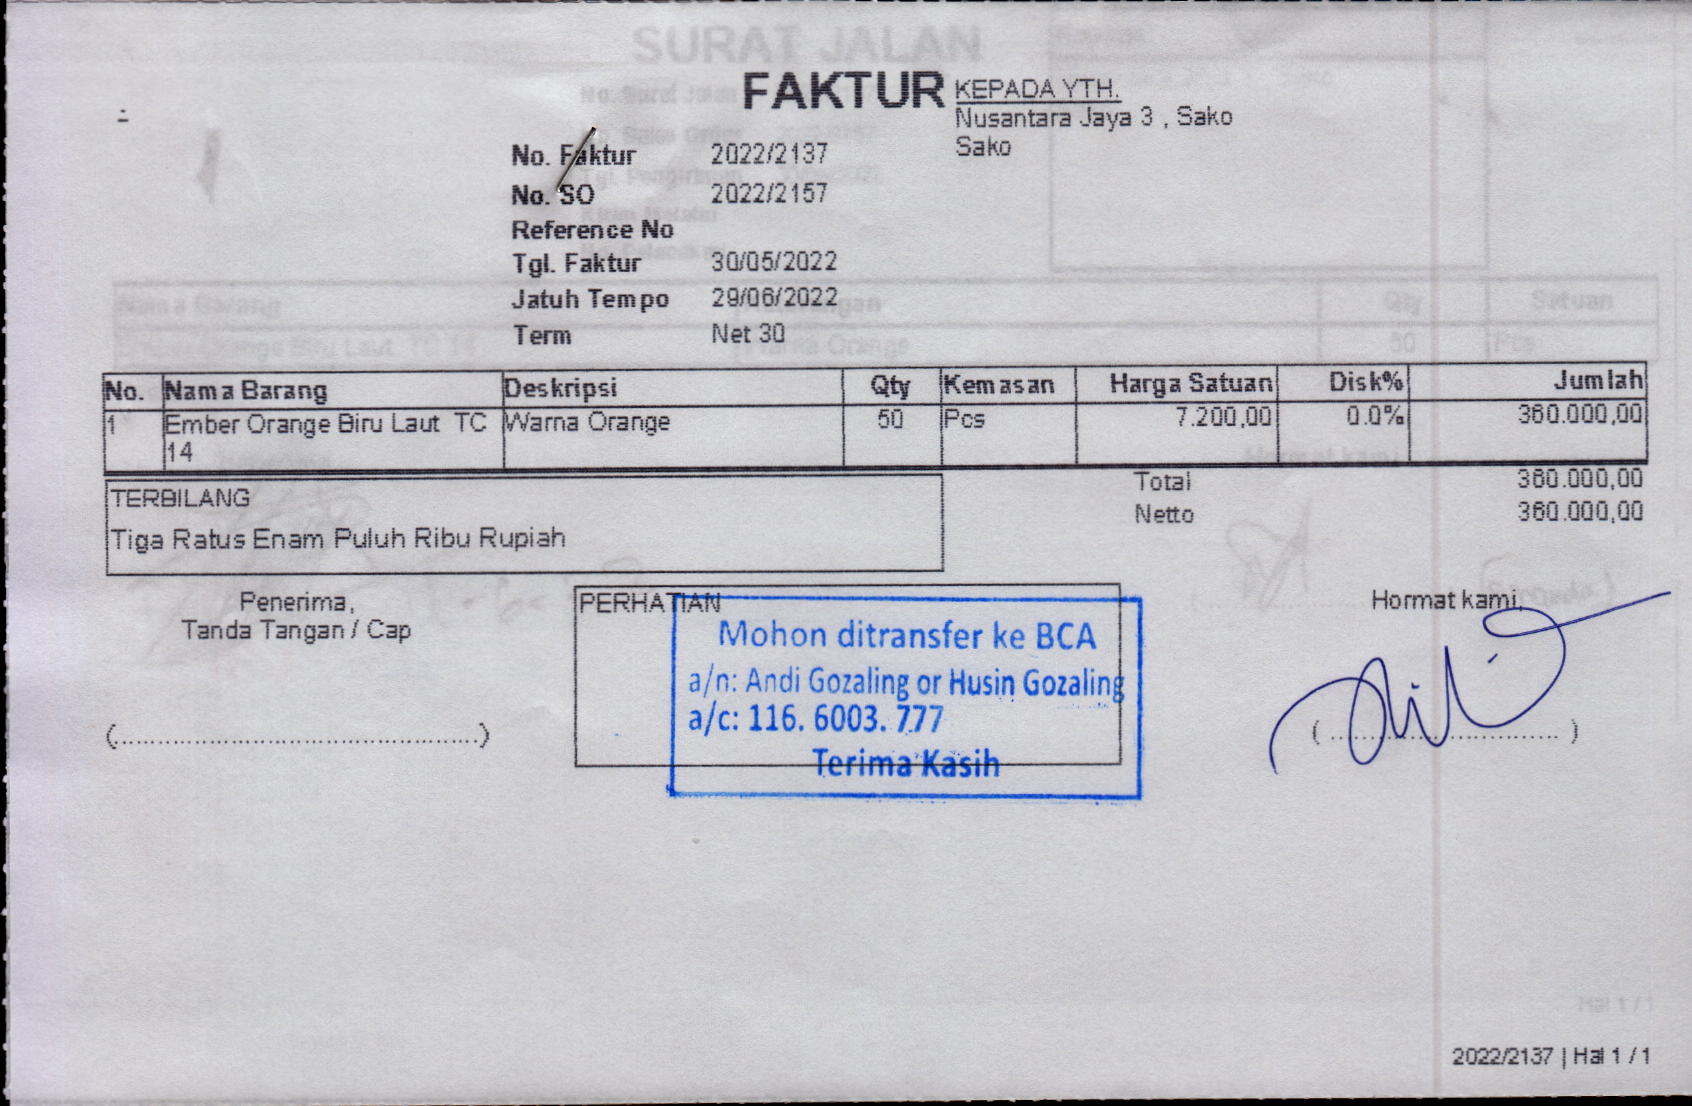 SURAT JALAN
FAKTUR
KEPADA YTH.
Nusantara Jaya 3 , Sako
Sako
No. Faktur 2022/2137
No. SO 2022/2157
Reference No
Tgl. Faktur 30/05/2022
Jatuh Tempo 29/06/2022
Term Net 30
No. Nama Barang Deskripsi Qty Kemasan Harga Satuan Disk% Jumlah
1 Ember Orange Biru Laut TC Warna Orange 50 Pcs 7.200,00 0.0% 360.000,00
14
Total 360.000,00
Netto 360.000,00
TERBILANG
Tiga Ratus Enam Puluh Ribu Rupiah
Penerima,
Tanda Tangan / Cap
(..............................................)
PERHATIAN
Mohon ditransfer ke BCA
a/n: Andi Gozaling or Husin Gozaling
a/c: 116. 6003. 777
Terima Kasih
Hormat kami,
( ................................ )
Hal 1 / 1
2022/2137 | Hal 1 / 1